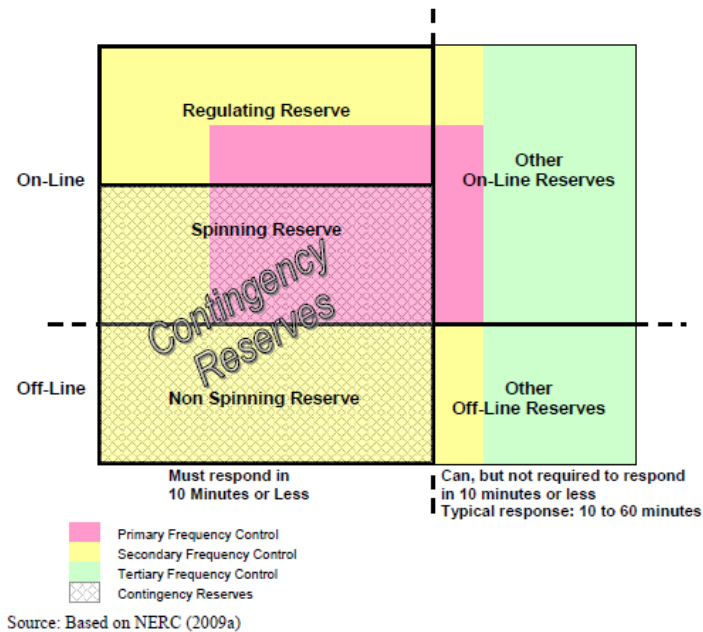 Regulating Reserve
Other
On-Line Reserves
On-Line
Spinning Reserve
Contingency
Reserves
Off-Line
Non Spinning Reserve
Other
Off-Line Reserves
Must respond in
10 Minutes or Less
Can, but not required to respond
in 10 minutes or less
Typical response: 10 to 60 minutes
Primary Frequency Control
Secondary Frequency Control
Tertiary Frequency Control
Contingency Reserves
Source: Based on NERC (2009a)